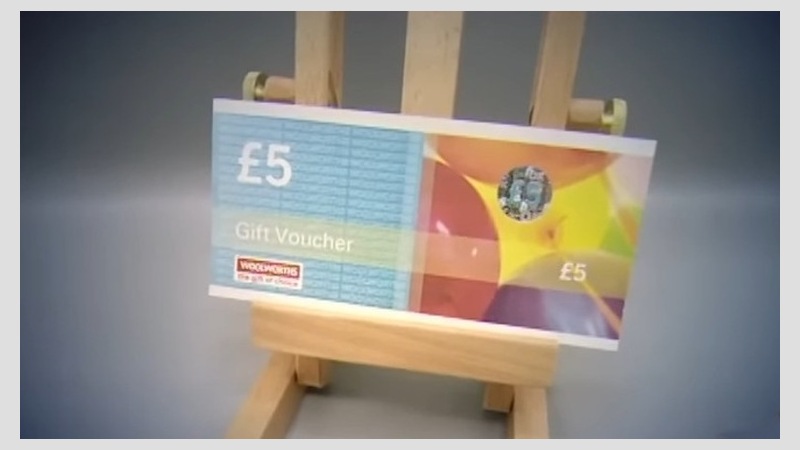 £5
Gift Voucher
WOOLWORTHS
the gift of choice
£5